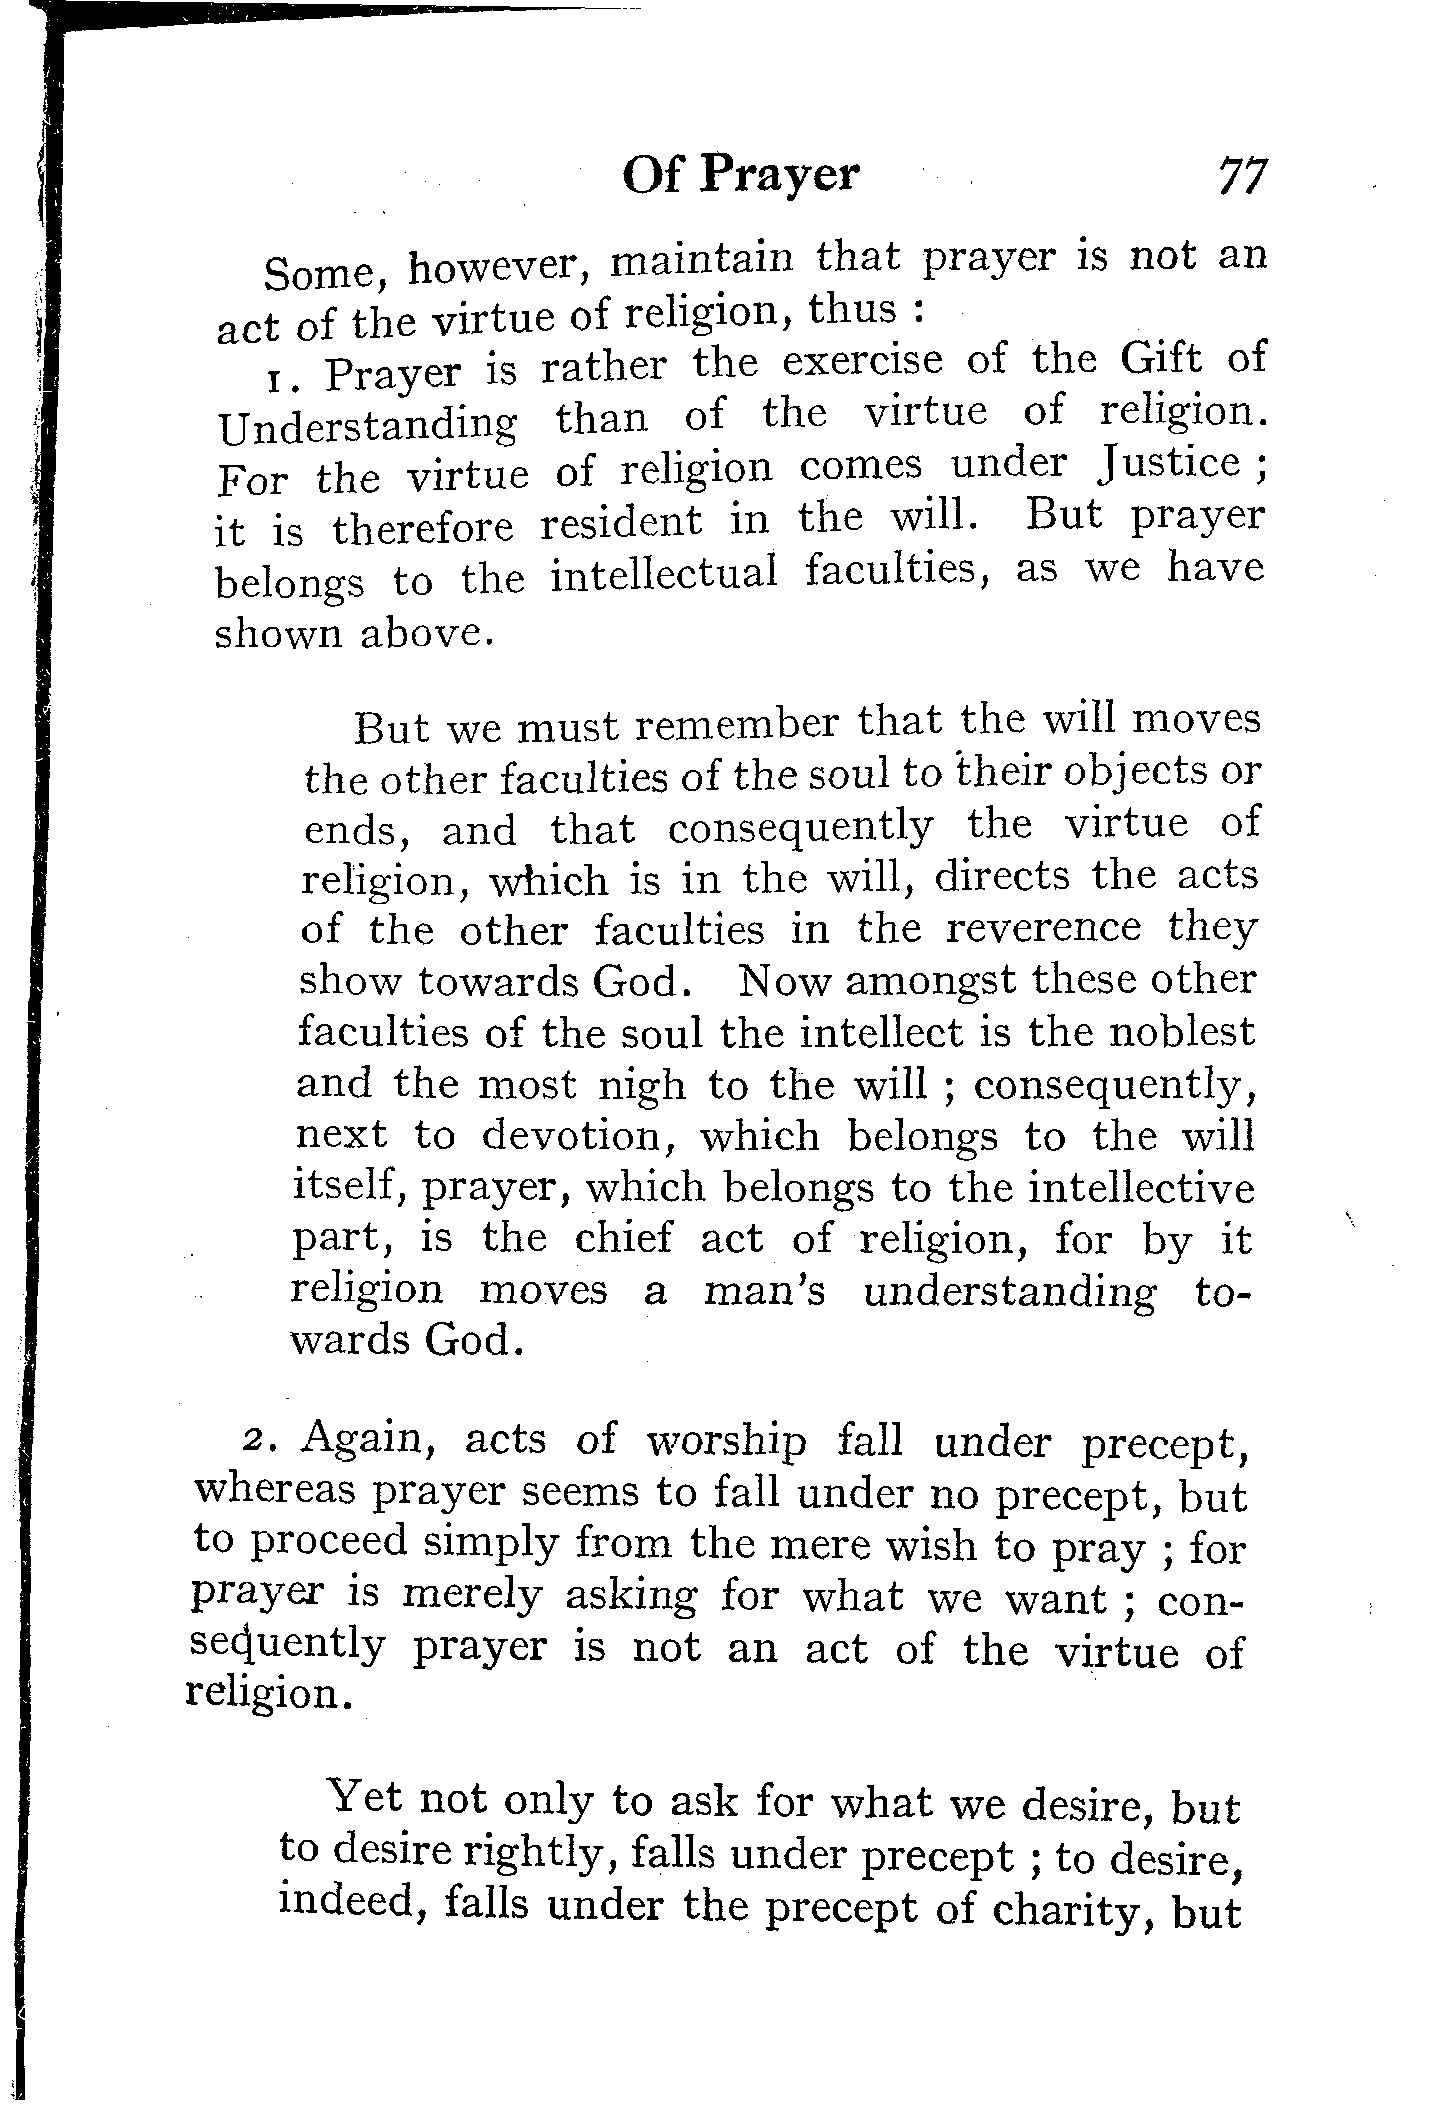 Of Prayer 77
Some, however, maintain that prayer is not an
act of the virtue of religion, thus :
1. Prayer is rather the exercise of the Gift of
Understanding than of the virtue of religion.
For the virtue of religion comes under Justice ;
it is therefore resident in the will. But prayer
belongs to the intellectual faculties, as we have
shown above.
But we must remember that the will moves
the other faculties of the soul to their objects or
ends, and that consequently the virtue of
religion, which is in the will, directs the acts
of the other faculties in the reverence they
show towards God. Now amongst these other
faculties of the soul the intellect is the noblest
and the most nigh to the will ; consequently,
next to devotion, which belongs to the will
itself, prayer, which belongs to the intellective
part, is the chief act of religion, for by it
religion moves a man's understanding to-
wards God.
2. Again, acts of worship fall under precept,
whereas prayer seems to fall under no precept, but
to proceed simply from the mere wish to pray ; for
prayer is merely asking for what we want ; con-
sequently prayer is not an act of the virtue of
religion.
Yet not only to ask for what we desire, but
to desire rightly, falls under precept ; to desire,
indeed, falls under the precept of charity, but